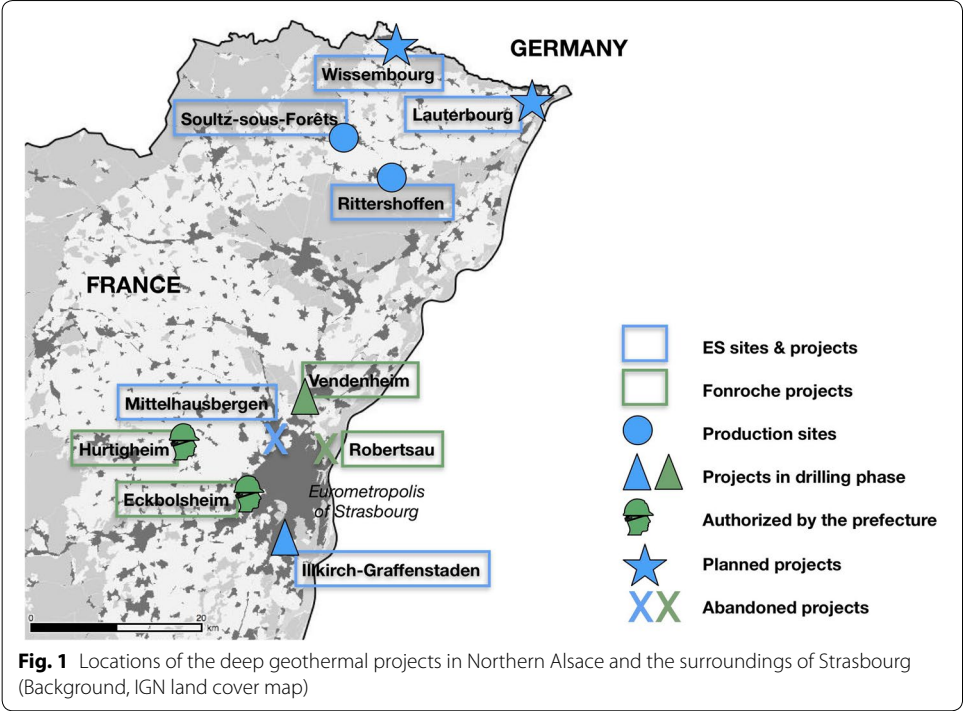 GERMANY
Wissembourg
Lauterbourg
Soultz-sous-Forêts
Rittershoffen
FRANCE
Vendenheim
Mittelhausbergen
Hurtigheim
Robertsau
Eckbolsheim
Eurometropolis
of Strasbourg
Illkirch-Graffenstaden
0 20
km
ES sites & projects
Fonroche projects
Production sites
Projects in drilling phase
Authorized by the prefecture
Planned projects
XX Abandoned projects
Fig. 1 Locations of the deep geothermal projects in Northern Alsace and the surroundings of Strasbourg
(Background, IGN land cover map)